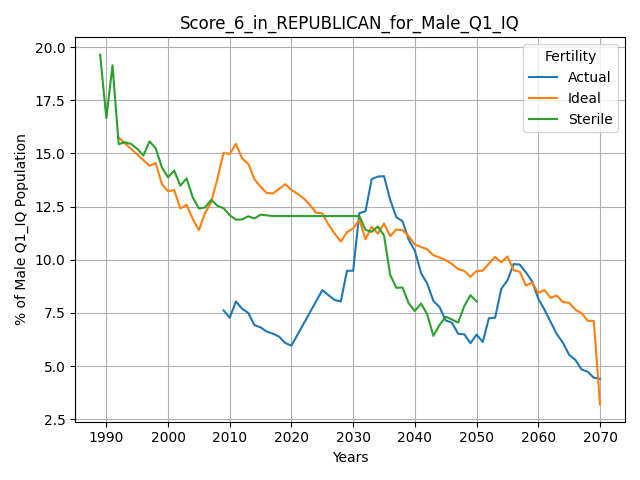 Score_6_in_REPUBLICAN_for_Male_Q1_IQ
Fertility
Actual
Ideal
Sterile
% of Male Q1_IQ Population
20.0
17.5
15.0
12.5
10.0
7.5
5.0
2.5
1990 2000 2010 2020 2030 2040 2050 2060 2070
Years